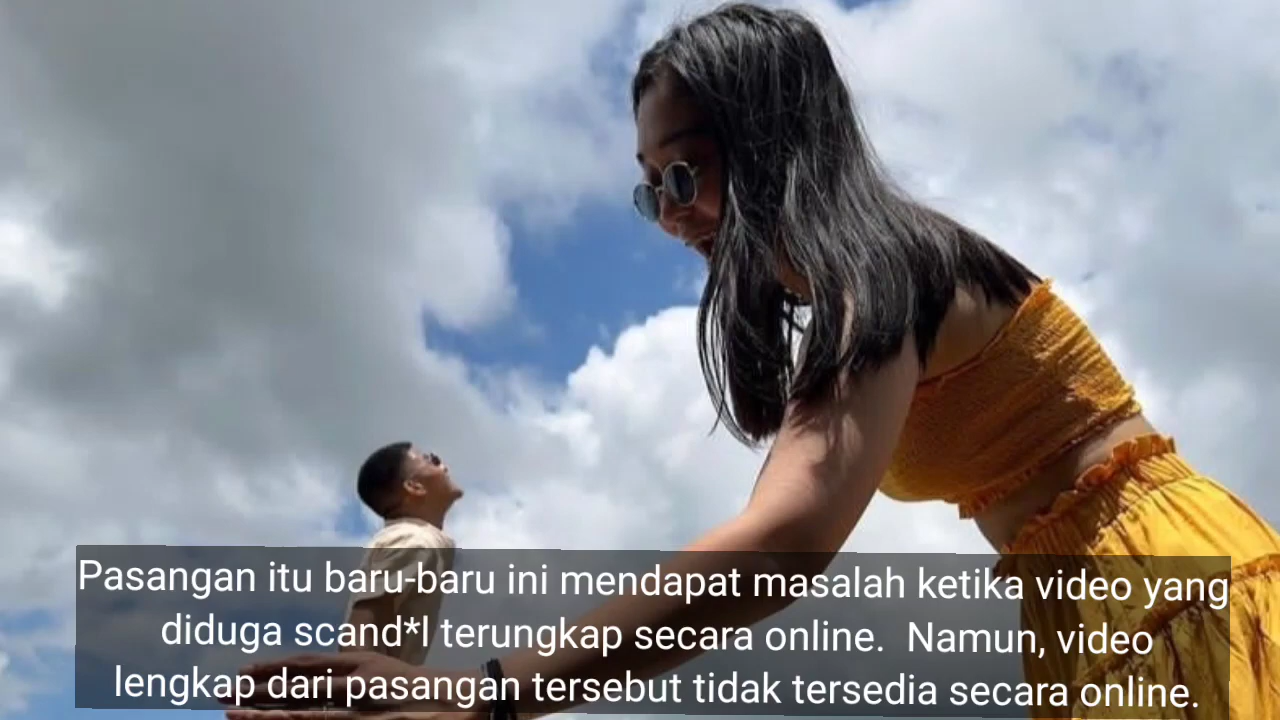 Pasangan itu baru-baru ini mendapat masalah ketika video yang
diduga scand*l terungkap secara online.  Namun, video
lengkap dari pasangan tersebut tidak tersedia secara online.